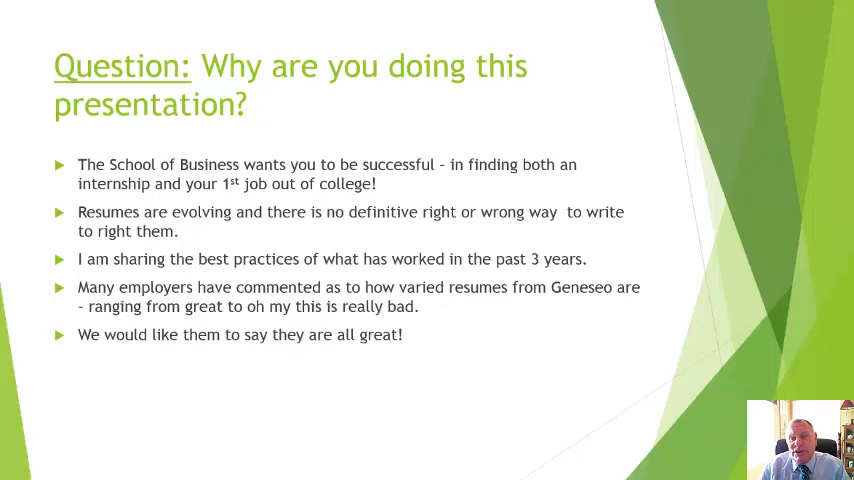 Question: Why are you doing this
presentation?
The School of Business wants you to be successful – in finding both an
internship and your 1st job out of college!
Resumes are evolving and there is no definitive right or wrong way to write
to right them.
I am sharing the best practices of what has worked in the past 3 years.
Many employers have commented as to how varied resumes from Geneseo are
– ranging from great to oh my this is really bad.
We would like them to say they are all great!